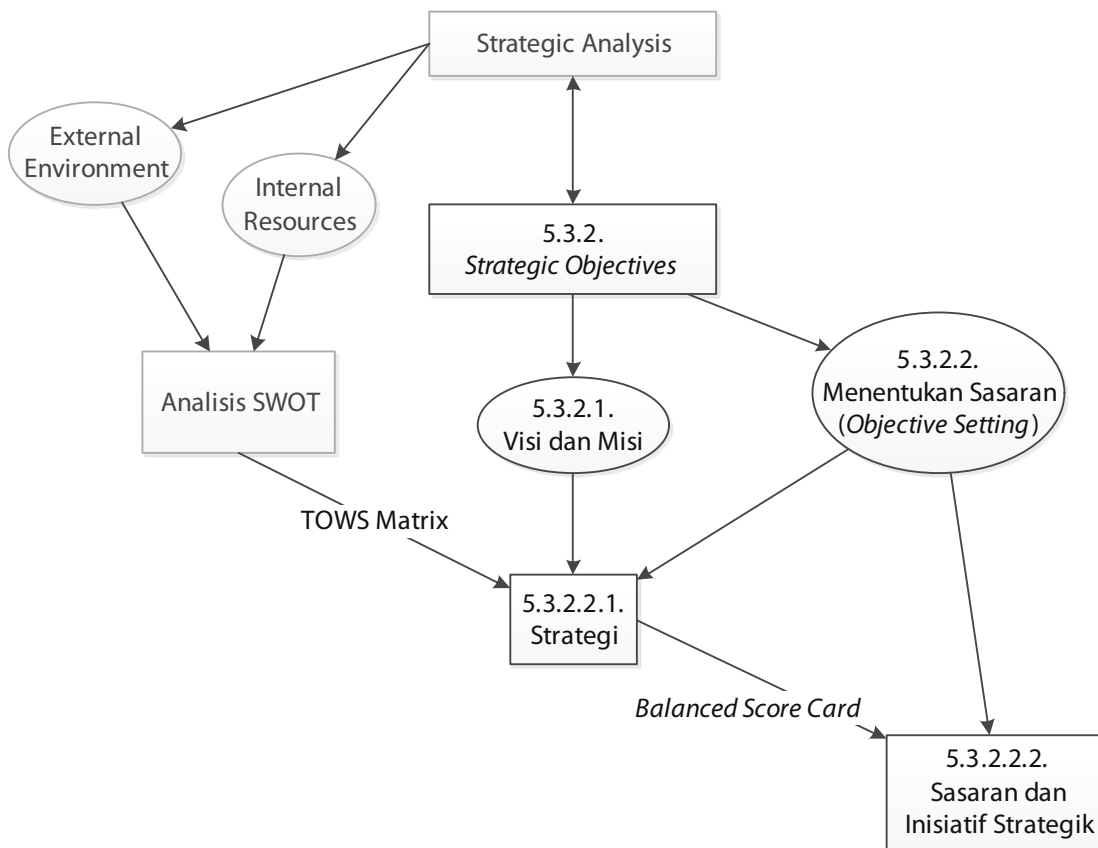 Strategic Analysis
External
Environment
Internal
Resources
5.3.2.
Strategic Objectives
Analisis SWOT
5.3.2.1.
Visi dan Misi
5.3.2.2.
Menentukan Sasaran
(Objective Setting)
TOWS Matrix
5.3.2.2.1.
Strategi
Balanced Score Card
5.3.2.2.2.
Sasaran dan
Inisiatif Strategik